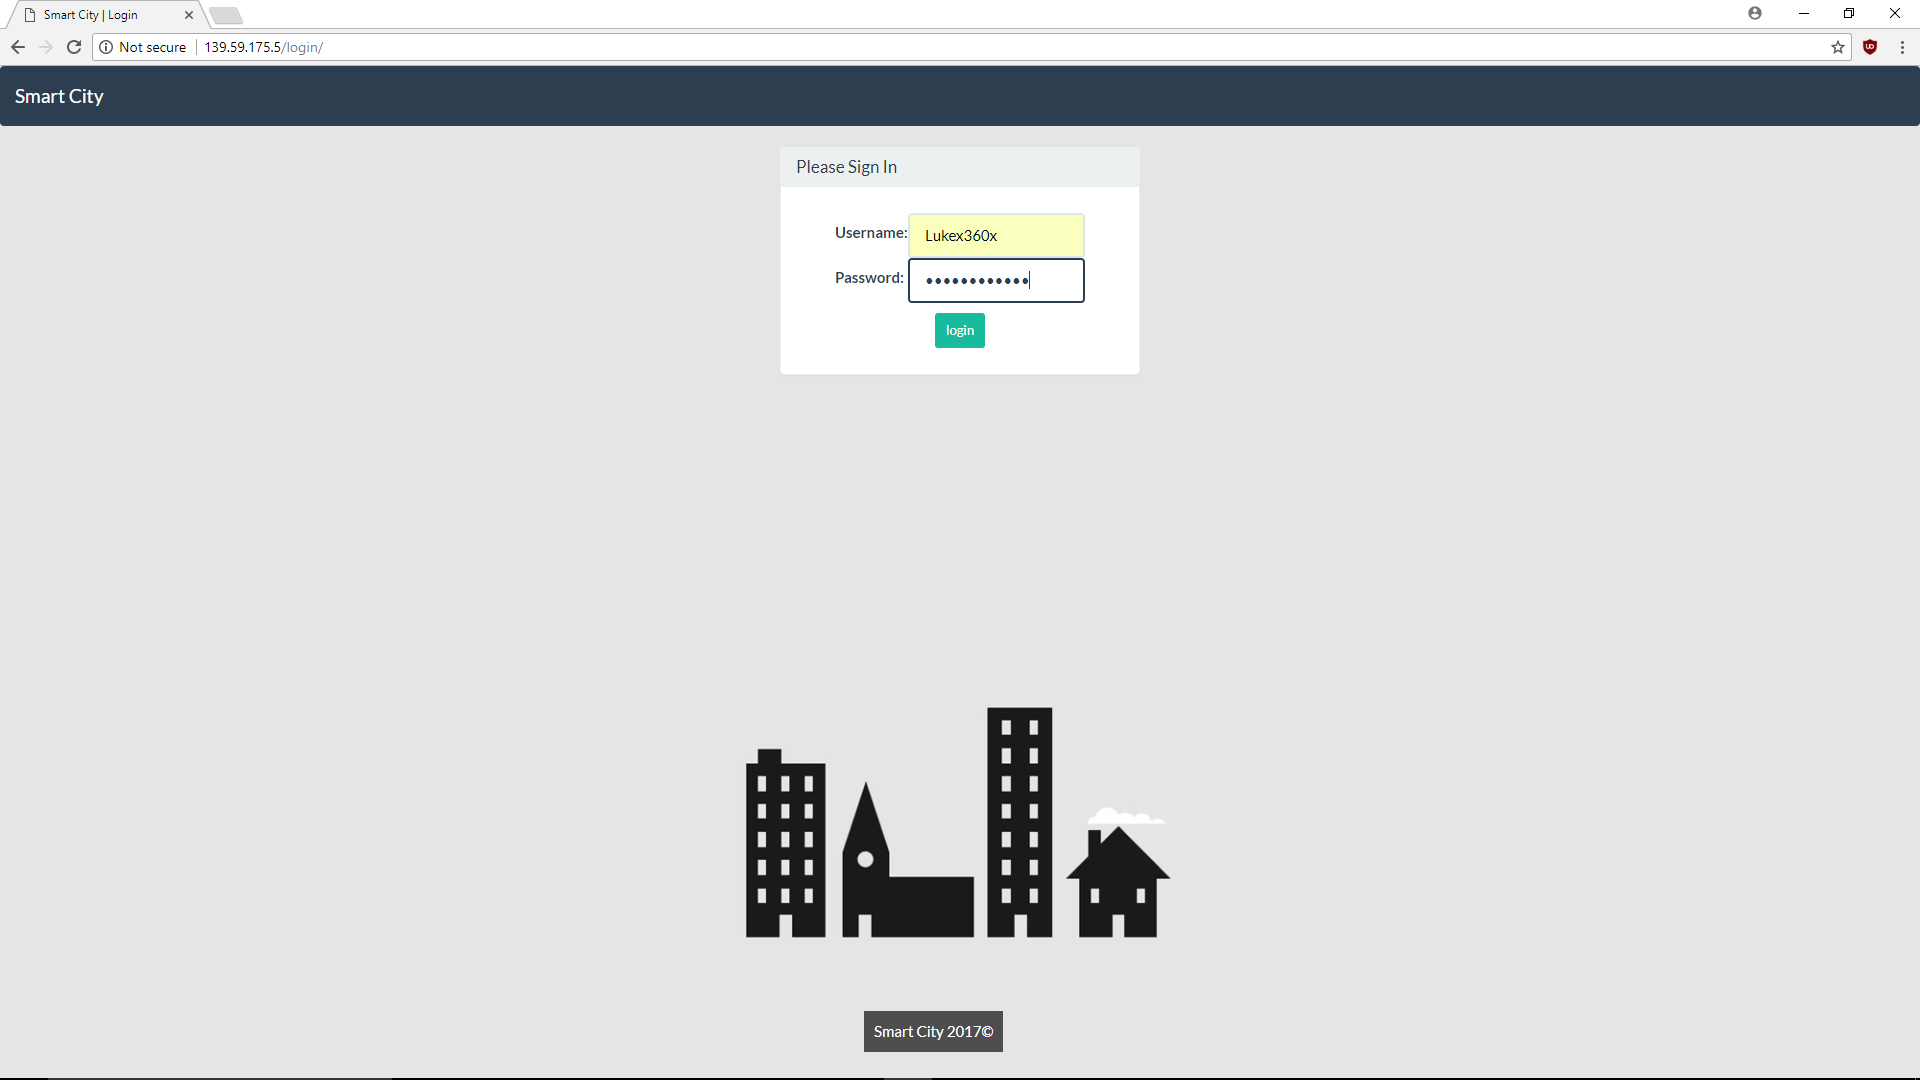 Smart City | Login
Not secure
139.59.175.5/login/
Smart City
Please Sign In
Username: Lukex360x
Password: ••••••••••••
login
Smart City 2017©